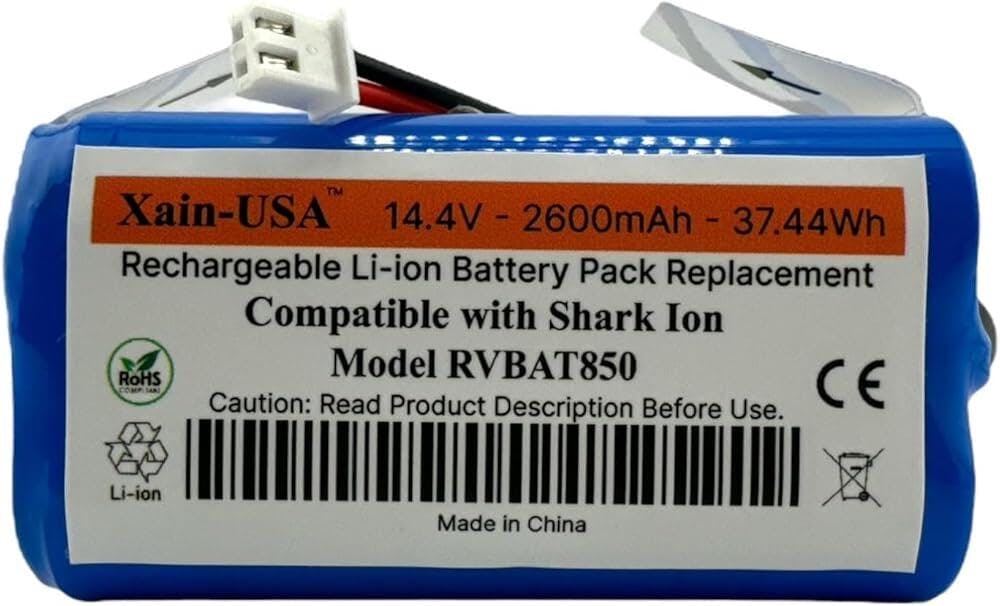 Xain-USA™ 14.4V - 2600mAh - 37.44Wh
Rechargeable Li-ion Battery Pack Replacement
Compatible with Shark Ion
Model RVBAT850
RoHS
COMPLIANT
CE
Caution: Read Product Description Before Use.
Li-ion
Made in China